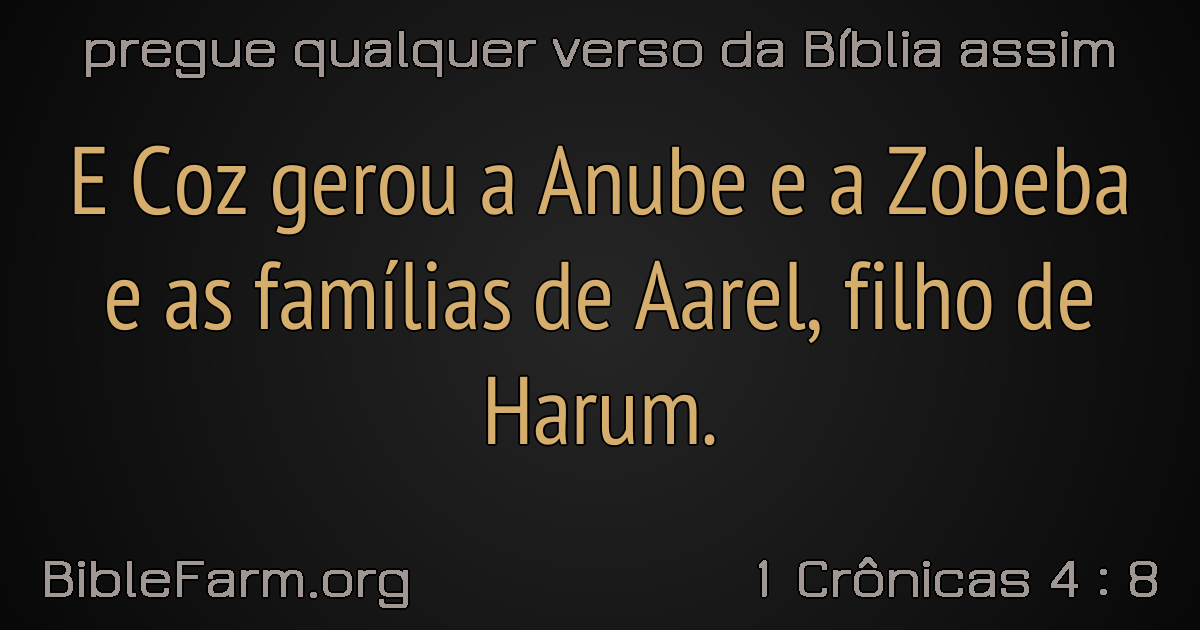 pregue qualquer verso da Bíblia assim
E Coz gerou a Anube e a Zobeba
e as famílias de Aarel, filho de
Harum.
BibleFarm.org 1 Crônicas 4 : 8